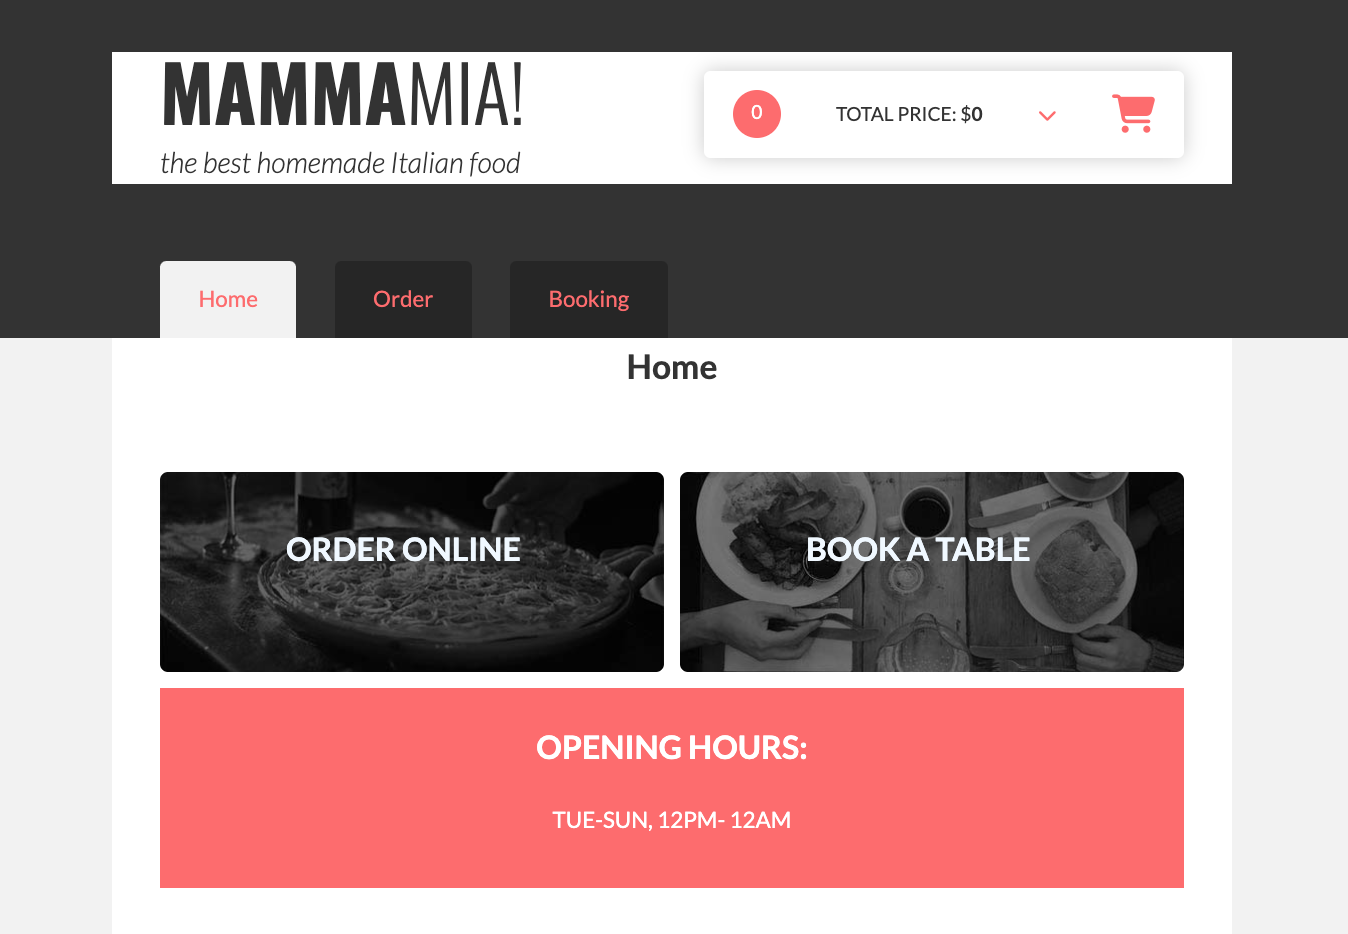 MAMMAMIA!
the best homemade Italian food
0
TOTAL PRICE: $0
Home
Order
Booking
Home
ORDER ONLINE
BOOK A TABLE
OPENING HOURS:
TUE-SUN, 12PM- 12AM